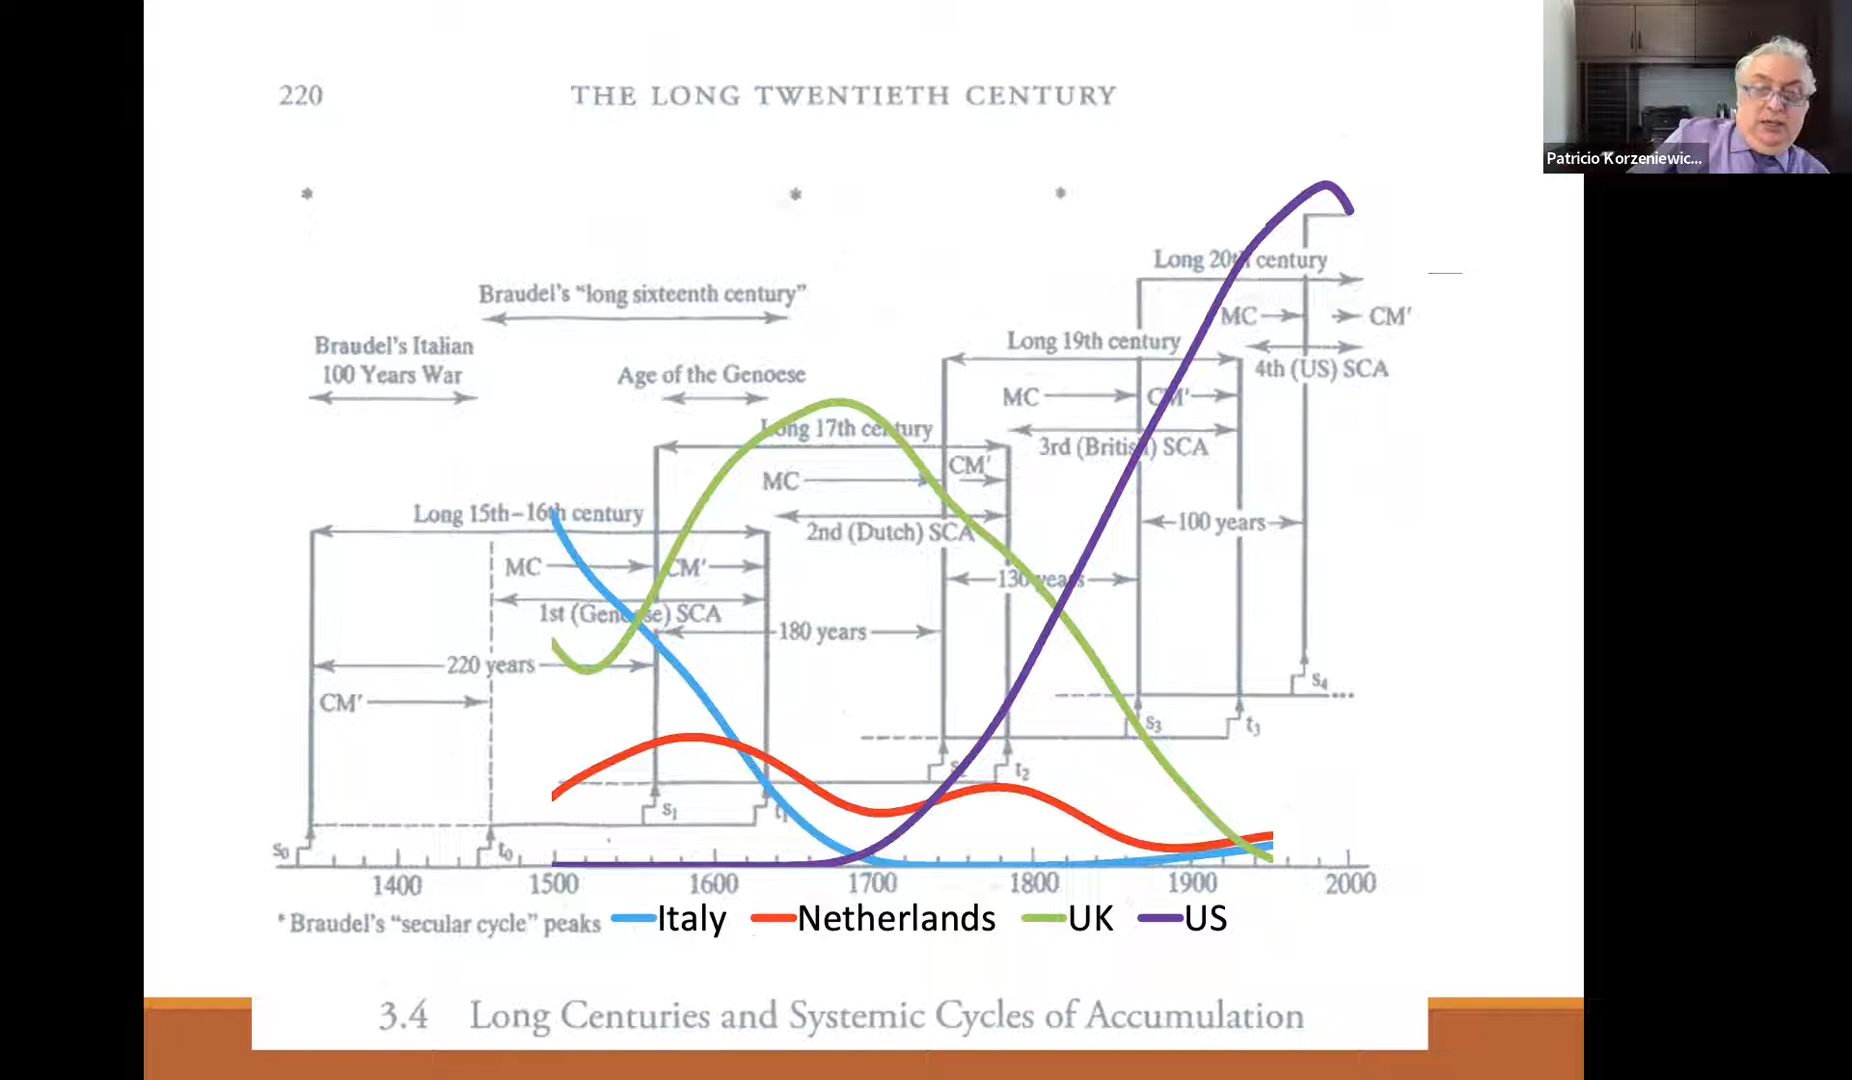 220 THE LONG TWENTIETH CENTURY
Patricio Korzeniewic...
* * *
Long 20th century
Braudel's "long sixteenth century"
MC CM'
Braudel's Italian
100 Years War
Long 19th century
Age of the Genoese
4th (US) SCA
MC CM'
Long 17th century
3rd (British) SCA
CM'
MC
Long 15th–16th century
2nd (Dutch) SCA
100 years
MC CM'
130 years
1st (Genoese) SCA
180 years
220 years
CM'
s4
s3 t3
s2 t2
s1 t1
s0 t0
1400 1500 1600 1700 1800 1900 2000
* Braudel's "secular cycle" peaks Italy Netherlands UK US
3.4 Long Centuries and Systemic Cycles of Accumulation